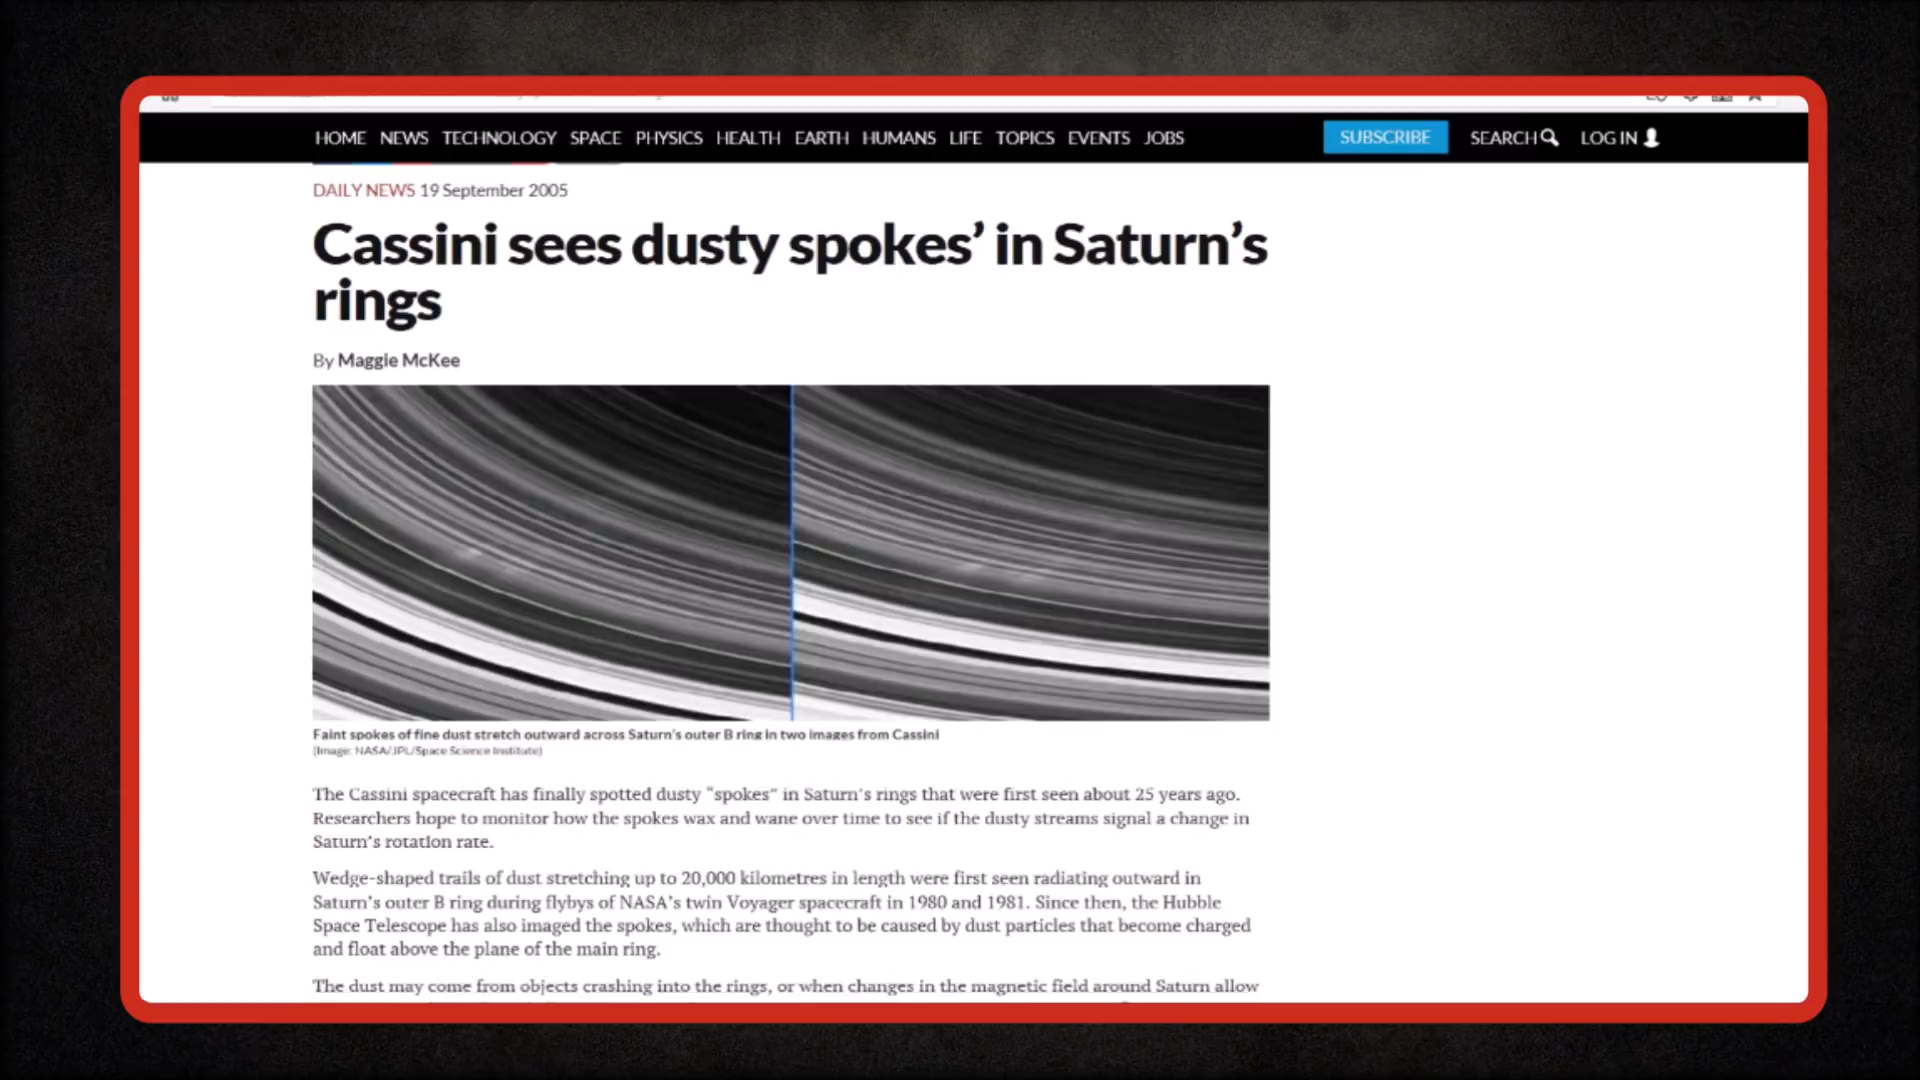 HOME NEWS TECHNOLOGY SPACE PHYSICS HEALTH EARTH HUMANS LIFE TOPICS EVENTS JOBS SUBSCRIBE SEARCH LOG IN
DAILY NEWS 19 September 2005
Cassini sees dusty spokes’ in Saturn’s
rings
By Maggie McKee
Faint spokes of fine dust stretch outward across Saturn’s outer B ring in two images from Cassini
(Image: NASA/JPL/Space Science Institute)
The Cassini spacecraft has finally spotted dusty “spokes” in Saturn’s rings that were first seen about 25 years ago.
Researchers hope to monitor how the spokes wax and wane over time to see if the dusty streams signal a change in
Saturn’s rotation rate.
Wedge-shaped trails of dust stretching up to 20,000 kilometres in length were first seen radiating outward in
Saturn’s outer B ring during flybys of NASA’s twin Voyager spacecraft in 1980 and 1981. Since then, the Hubble
Space Telescope has also imaged the spokes, which are thought to be caused by dust particles that become charged
and float above the plane of the main ring.
The dust may come from objects crashing into the rings, or when changes in the magnetic field around Saturn allow